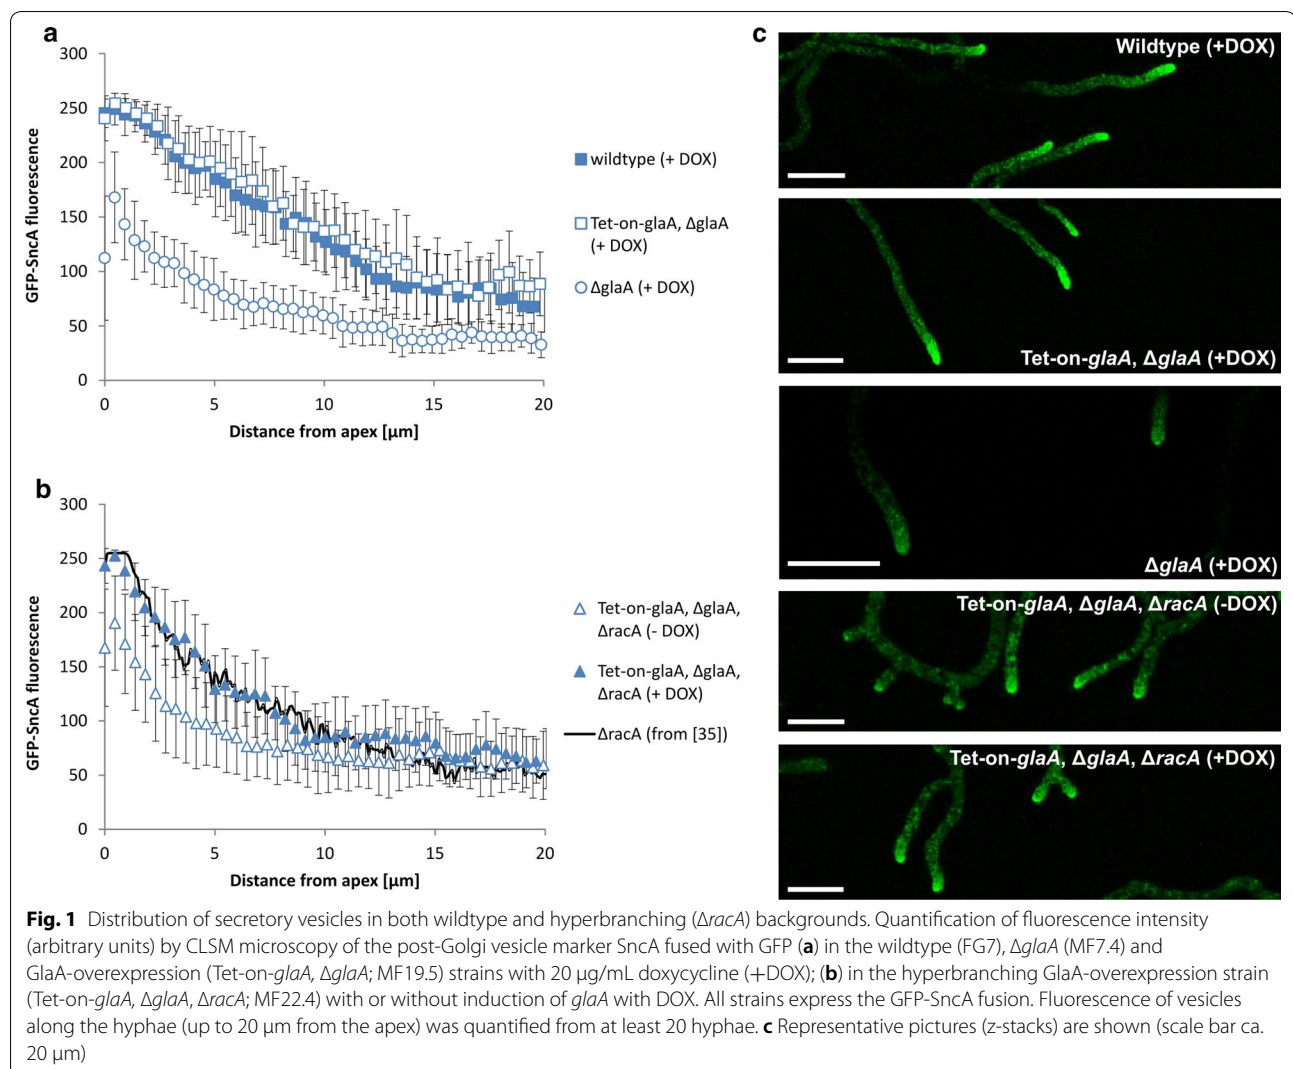 a
300
250
200
150
100
50
0
GFP-SncA fluorescence
0 5 10 15 20
Distance from apex [µm]
wildtype (+ DOX)
Tet-on-glaA, ΔglaA
(+ DOX)
ΔglaA (+ DOX)
b
300
250
200
150
100
50
0
GFP-SncA fluorescence
0 5 10 15 20
Distance from apex [µm]
Tet-on-glaA, ΔglaA,
ΔracA (- DOX)
Tet-on-glaA, ΔglaA,
ΔracA (+ DOX)
ΔracA (from [35])
c
Wildtype (+DOX)
Tet-on-glaA, ΔglaA (+DOX)
ΔglaA (+DOX)
Tet-on-glaA, ΔglaA, ΔracA (-DOX)
Tet-on-glaA, ΔglaA, ΔracA (+DOX)
Fig. 1 Distribution of secretory vesicles in both wildtype and hyperbranching (ΔracA) backgrounds. Quantification of fluorescence intensity
(arbitrary units) by CLSM microscopy of the post-Golgi vesicle marker SncA fused with GFP (a) in the wildtype (FG7), ΔglaA (MF7.4) and
GlaA-overexpression (Tet-on-glaA, ΔglaA; MF19.5) strains with 20 µg/mL doxycycline (+DOX); (b) in the hyperbranching GlaA-overexpression strain
(Tet-on-glaA, ΔglaA, ΔracA; MF22.4) with or without induction of glaA with DOX. All strains express the GFP-SncA fusion. Fluorescence of vesicles
along the hyphae (up to 20 µm from the apex) was quantified from at least 20 hyphae. c Representative pictures (z-stacks) are shown (scale bar ca.
20 µm)